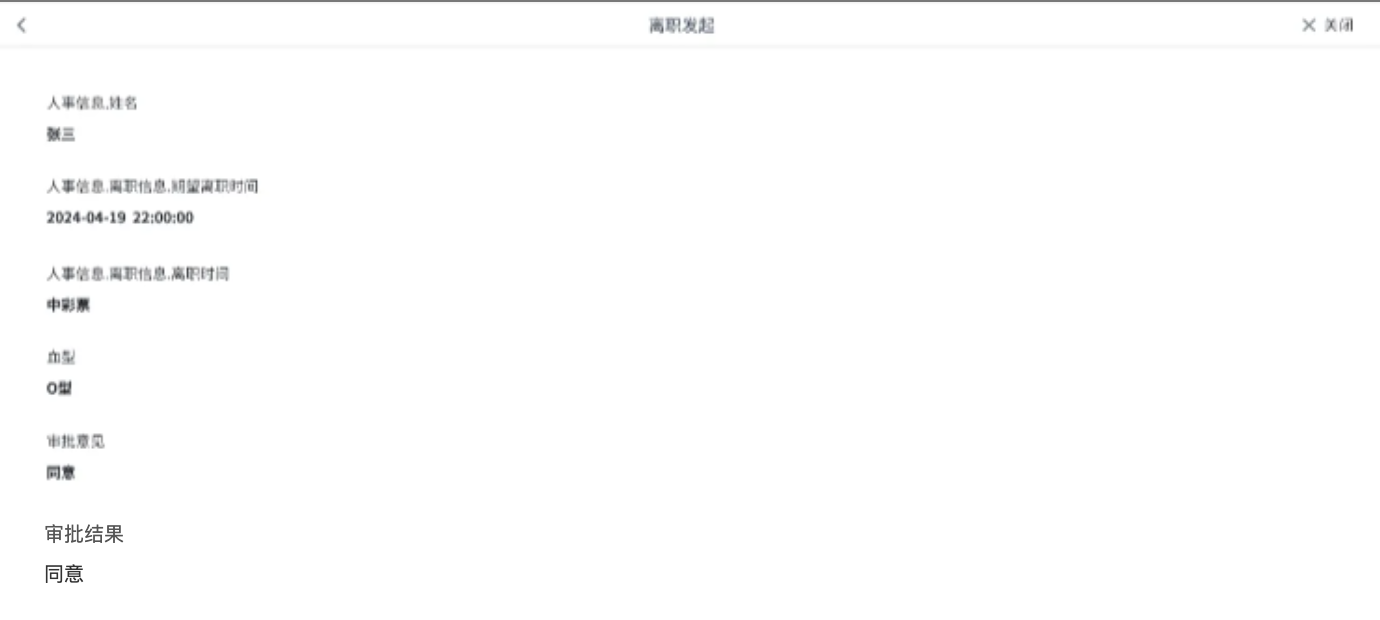 离职发起
关闭
人事信息.姓名
张三
人事信息.离职信息.期望离职时间
2024-04-19 22:00:00
人事信息.离职信息.离职时间
中彩票
血型
O型
审批意见
同意
审批结果
同意